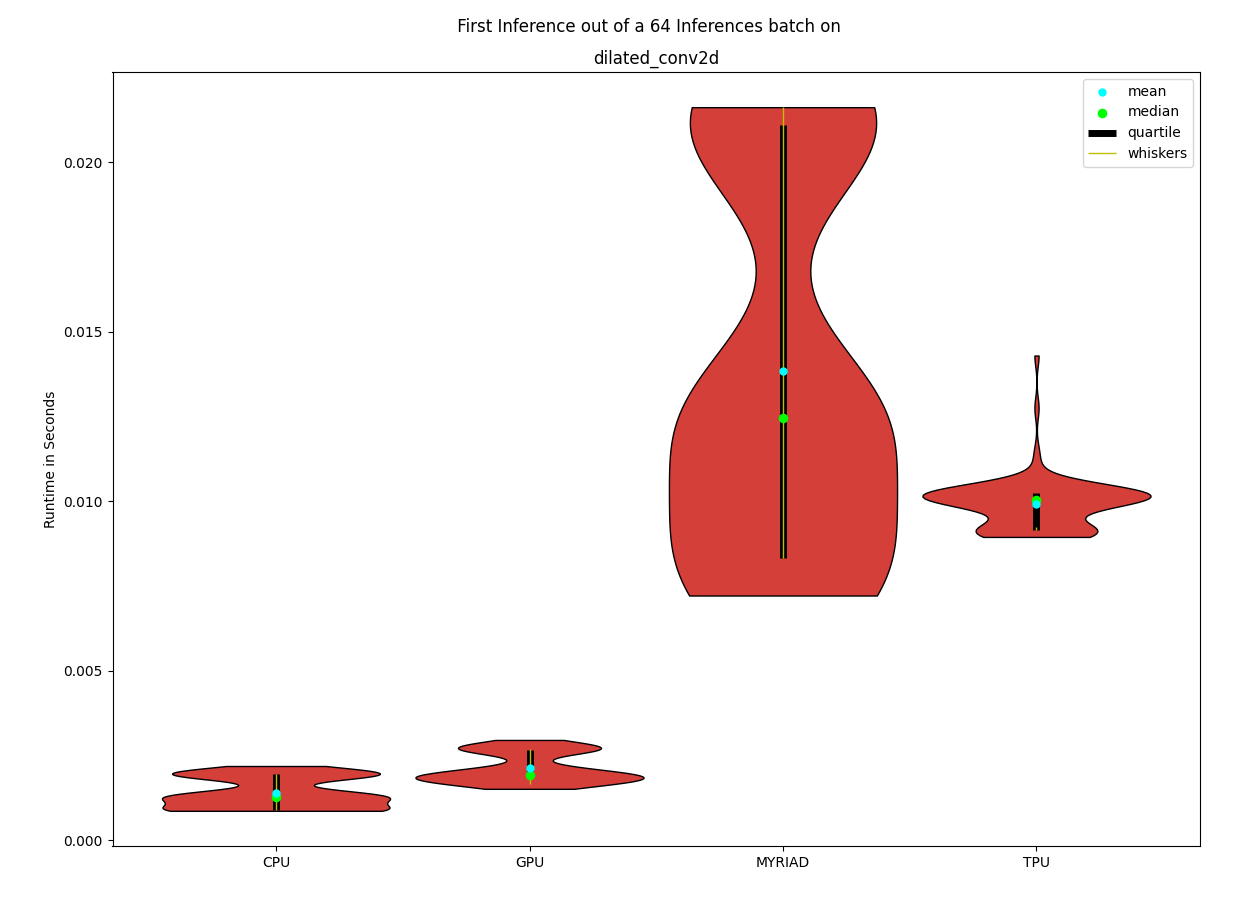 First Inference out of a 64 Inferences batch on
dilated_conv2d
mean
median
quartile
whiskers
0.020
0.015
0.010
0.005
0.000
Runtime in Seconds
CPU
GPU
MYRIAD
TPU